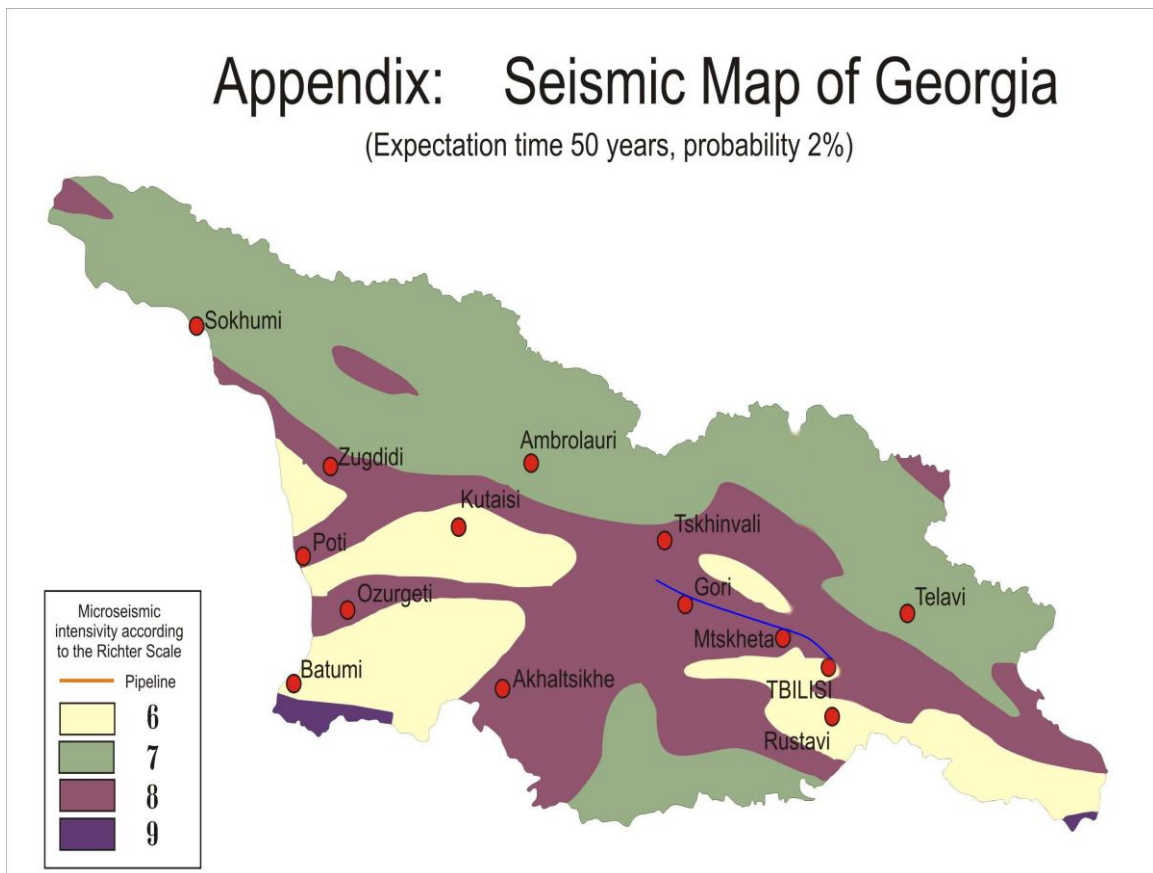 Appendix: Seismic Map of Georgia
(Expectation time 50 years, probability 2%)
Sokhumi
Zugdidi
Ambrolauri
Kutaisi
Tskhinvali
Poti
Gori
Ozurgeti
Telavi
Mtskheta
Batumi
Akhaltsikhe
TBILISI
Rustavi
Microseismic
intensivity according
to the Richter Scale
Pipeline
6
7
8
9